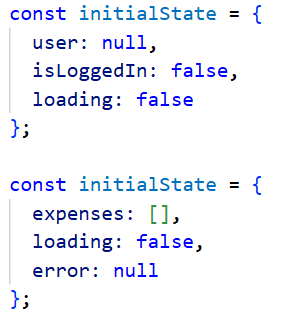 const initialState = {
  user: null,
  isLoggedIn: false,
  loading: false
};

const initialState = {
  expenses: [],
  loading: false,
  error: null
};